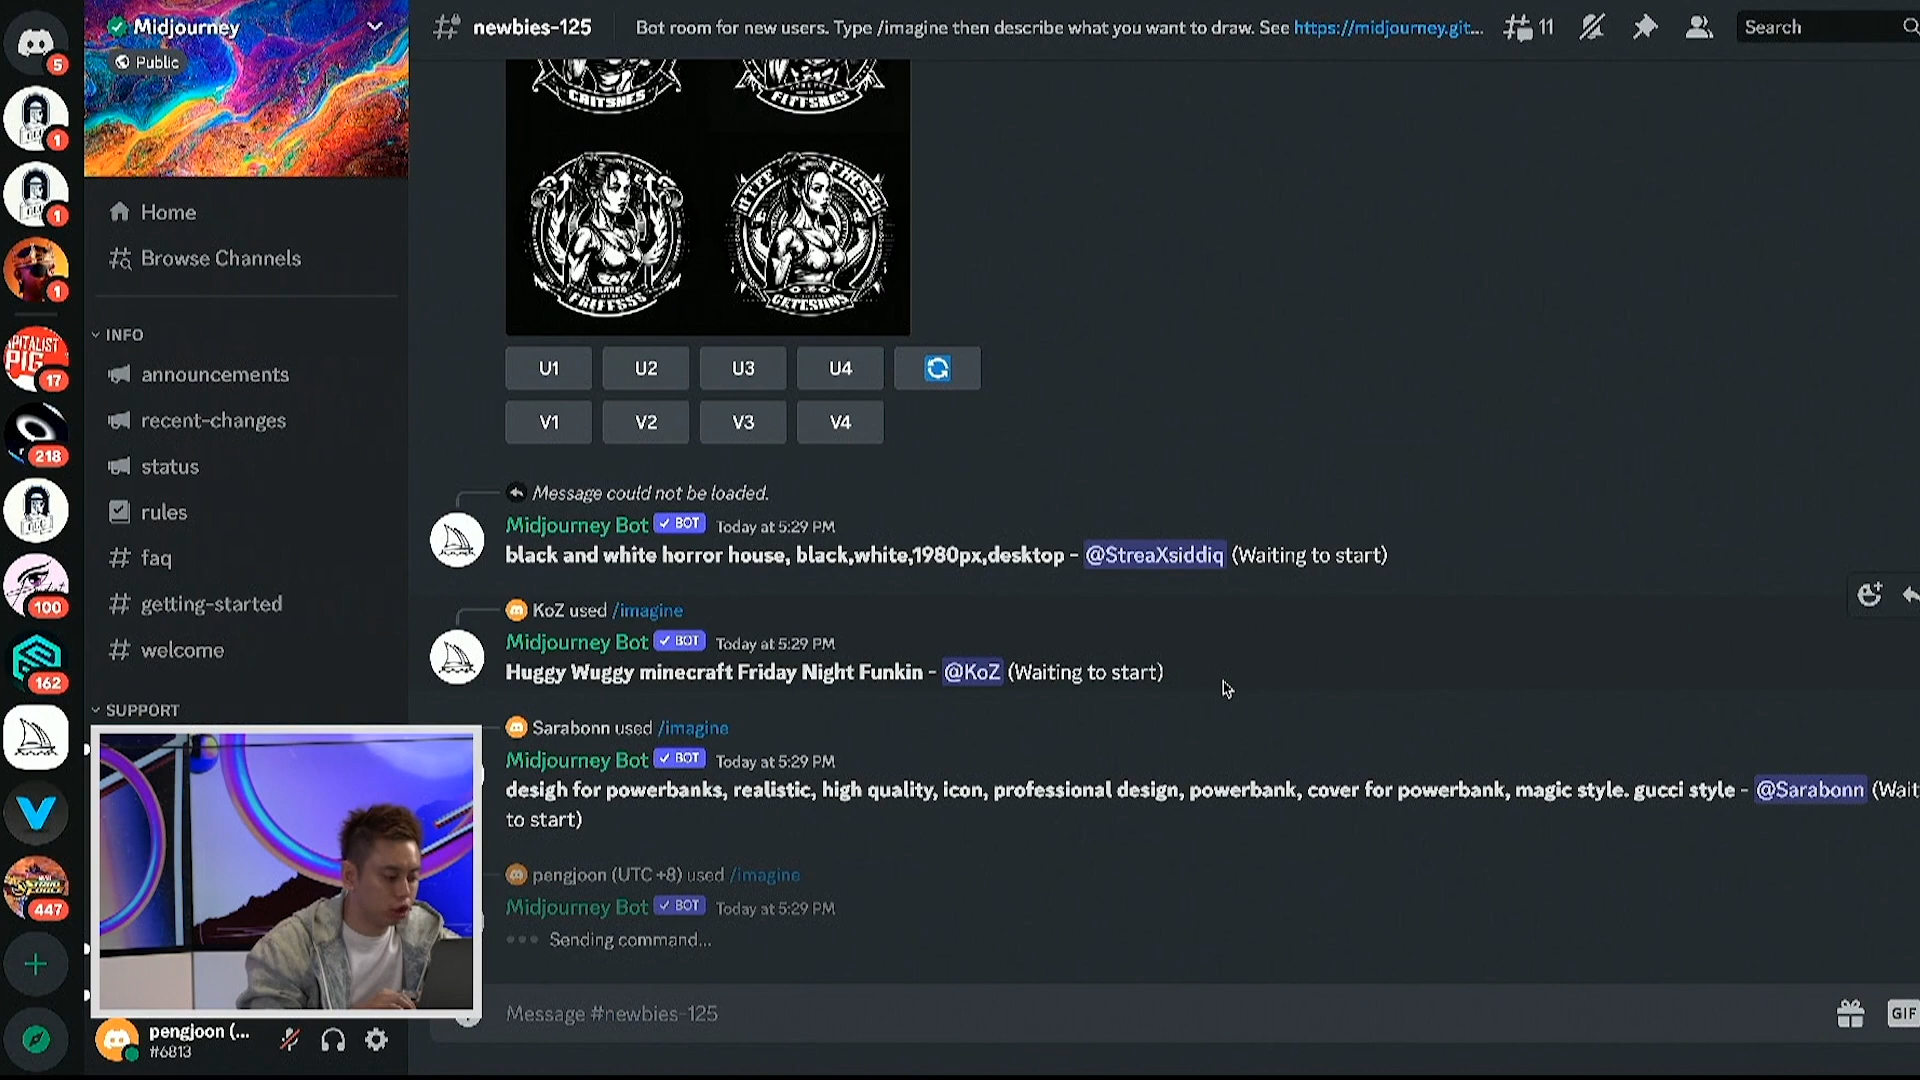 Midjourney
Public
newbies-125
Bot room for new users. Type /imagine then describe what you want to draw. See https://midjourney.git...
11
Search
5
1
1
1
PITALIST
PIG
17
218
100
162
447
Home
Browse Channels
INFO
announcements
recent-changes
status
rules
faq
getting-started
welcome
SUPPORT
CRITSHES
FITTSHES
FALFFSSS
CETTSIINS
U1
U2
U3
U4
V1
V2
V3
V4
Message could not be loaded.
Midjourney Bot ✓ BOT Today at 5:29 PM
black and white horror house, black,white,1980px,desktop - @StreaXsiddiq (Waiting to start)
KoZ used /imagine
Midjourney Bot ✓ BOT Today at 5:29 PM
Huggy Wuggy minecraft Friday Night Funkin - @KoZ (Waiting to start)
Sarabonn used /imagine
Midjourney Bot ✓ BOT Today at 5:29 PM
desigh for powerbanks, realistic, high quality, icon, professional design, powerbank, cover for powerbank, magic style. gucci style - @Sarabonn (Wait
to start)
pengjoon (UTC +8) used /imagine
Midjourney Bot ✓ BOT Today at 5:29 PM
Sending command...
Message #newbies-125
GIF
pengjoon (...
#6813